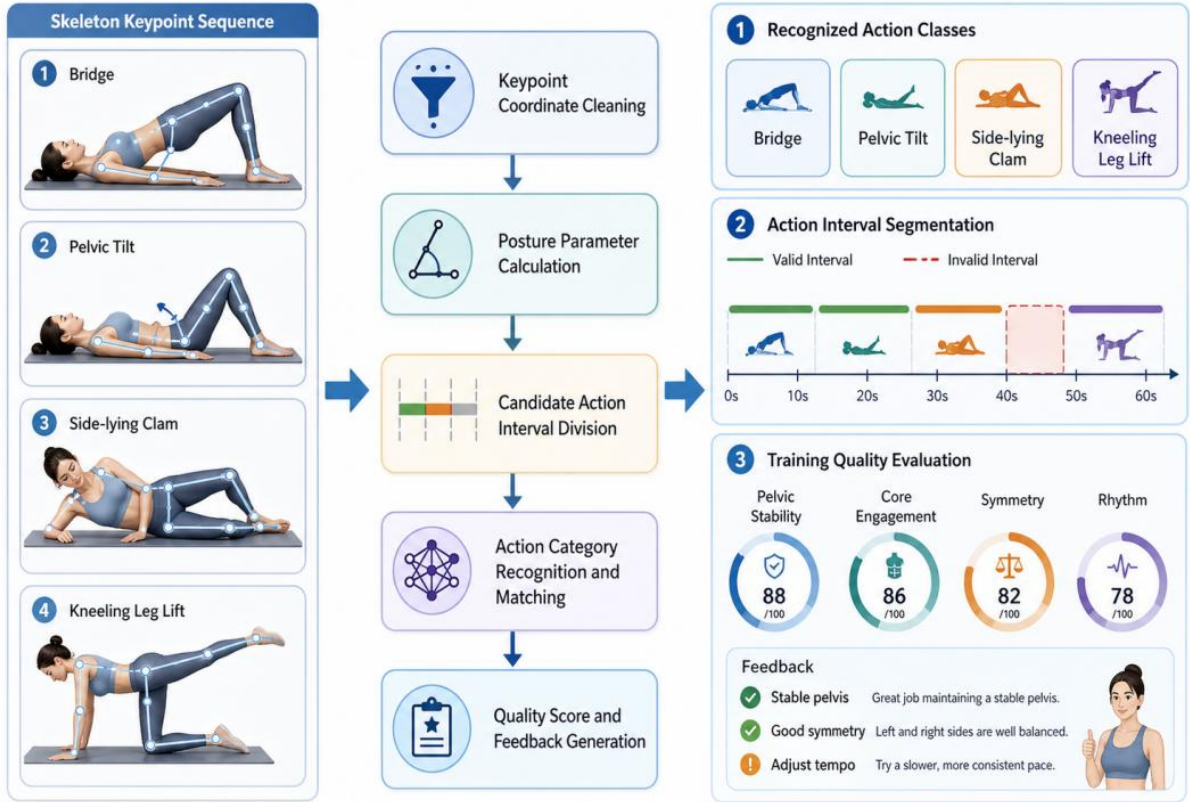 Skeleton Keypoint Sequence
1 Bridge
2 Pelvic Tilt
3 Side-lying Clam
4 Kneeling Leg Lift
Keypoint
Coordinate Cleaning
Posture Parameter
Calculation
Candidate Action
Interval Division
Action Category
Recognition and
Matching
Quality Score and
Feedback Generation
1 Recognized Action Classes
Bridge
Pelvic Tilt
Side-lying
Clam
Kneeling
Leg Lift
2 Action Interval Segmentation
Valid Interval
Invalid Interval
0s 10s 20s 30s 40s 50s 60s
3 Training Quality Evaluation
Pelvic
Stability
88
/100
Core
Engagement
86
/100
Symmetry
82
/100
Rhythm
78
/100
Feedback
Stable pelvis Great job maintaining a stable pelvis.
Good symmetry Left and right sides are well balanced.
! Adjust tempo Try a slower, more consistent pace.